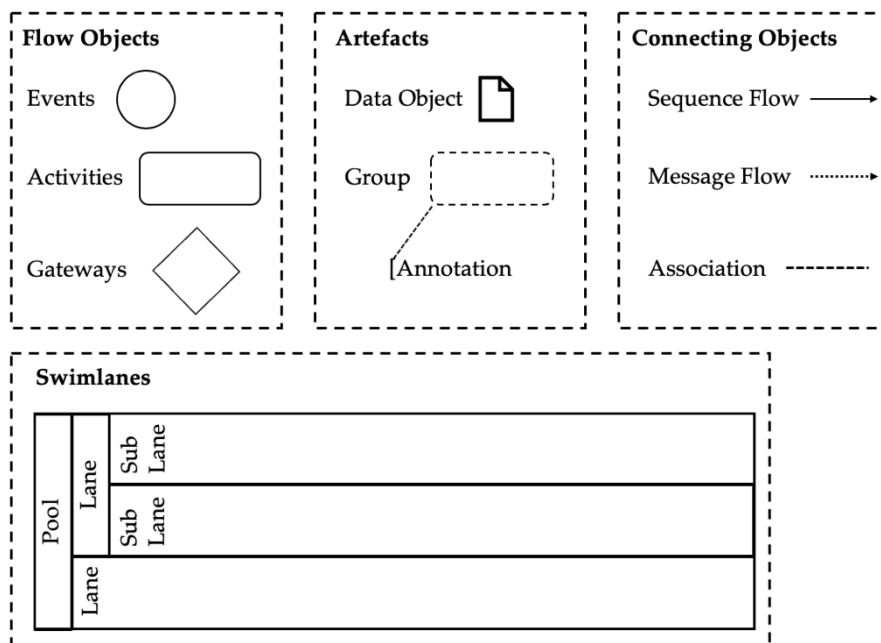 Flow Objects
Events
Activities
Gateways
Artefacts
Data Object
Group
[Annotation
Connecting Objects
Sequence Flow
Message Flow
Association
Swimlanes
Pool
Lane
Sub
Lane
Sub
Lane
Lane